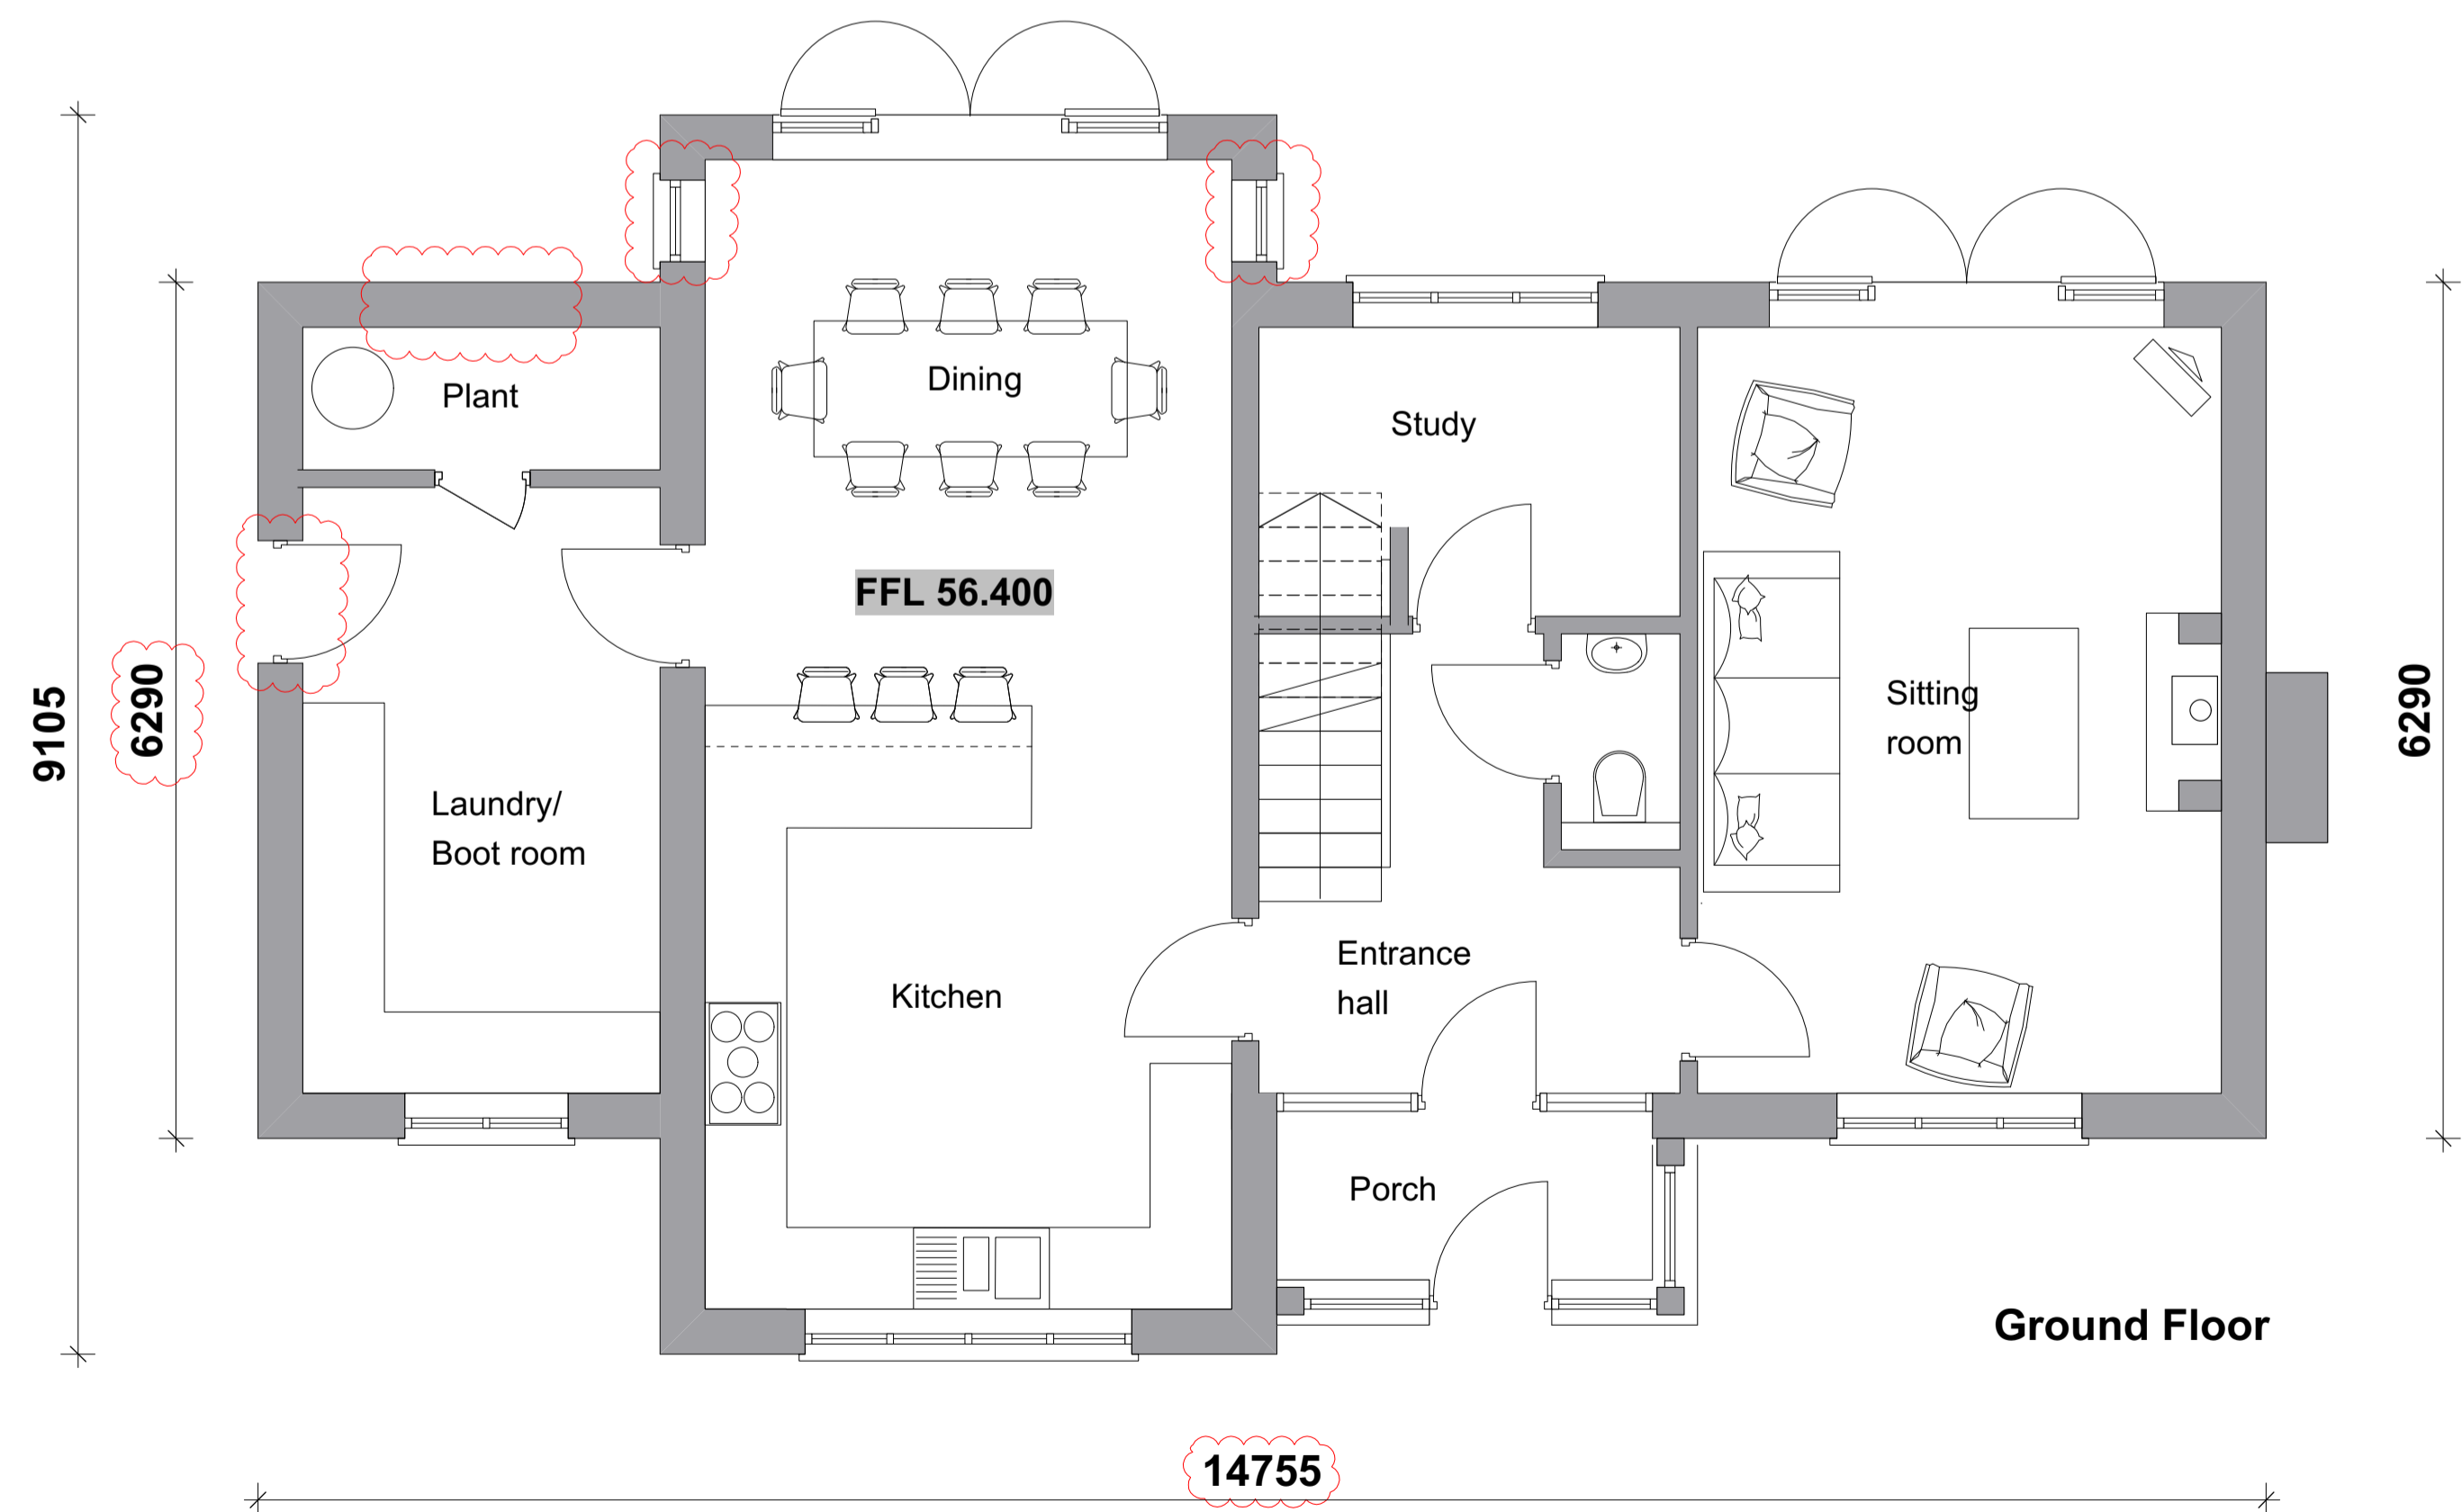 Plant
Dining
Study
FFL 56.400
9105
6290
6290
Sitting
room
Laundry/
Boot room
Kitchen
Entrance
hall
Porch
Ground Floor
14755